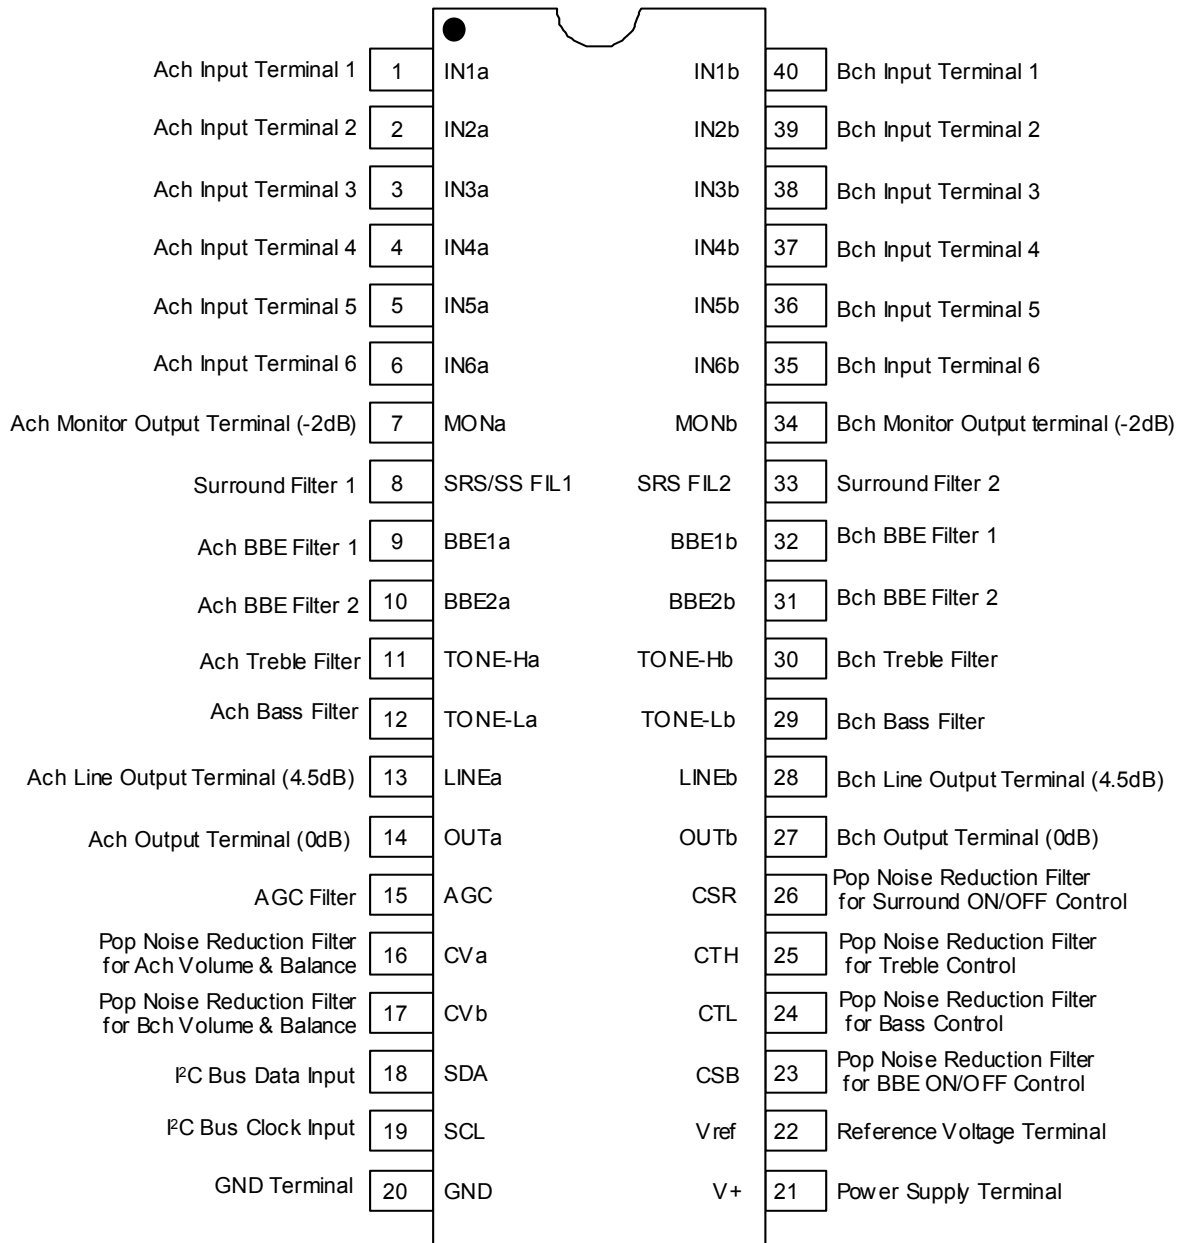 Ach Input Terminal 1 1 IN1a IN1b 40 Bch Input Terminal 1
Ach Input Terminal 2 2 IN2a IN2b 39 Bch Input Terminal 2
Ach Input Terminal 3 3 IN3a IN3b 38 Bch Input Terminal 3
Ach Input Terminal 4 4 IN4a IN4b 37 Bch Input Terminal 4
Ach Input Terminal 5 5 IN5a IN5b 36 Bch Input Terminal 5
Ach Input Terminal 6 6 IN6a IN6b 35 Bch Input Terminal 6
Ach Monitor Output Terminal (-2dB) 7 MONa MONb 34 Bch Monitor Output terminal (-2dB)
Surround Filter 1 8 SRS/SS FIL1 SRS FIL2 33 Surround Filter 2
Ach BBE Filter 1 9 BBE1a BBE1b 32 Bch BBE Filter 1
Ach BBE Filter 2 10 BBE2a BBE2b 31 Bch BBE Filter 2
Ach Treble Filter 11 TONE-Ha TONE-Hb 30 Bch Treble Filter
Ach Bass Filter 12 TONE-La TONE-Lb 29 Bch Bass Filter
Ach Line Output Terminal (4.5dB) 13 LINEa LINEb 28 Bch Line Output Terminal (4.5dB)
Ach Output Terminal (0dB) 14 OUTa OUTb 27 Bch Output Terminal (0dB)
AGC Filter 15 AGC CSR 26 Pop Noise Reduction Filter
for Surround ON/OFF Control
Pop Noise Reduction Filter
for Ach Volume & Balance 16 CVa CTH 25 Pop Noise Reduction Filter
for Treble Control
Pop Noise Reduction Filter
for Bch Volume & Balance 17 CVb CTL 24 Pop Noise Reduction Filter
for Bass Control
I²C Bus Data Input 18 SDA CSB 23 Pop Noise Reduction Filter
for BBE ON/OFF Control
I²C Bus Clock Input 19 SCL Vref 22 Reference Voltage Terminal
GND Terminal 20 GND V+ 21 Power Supply Terminal